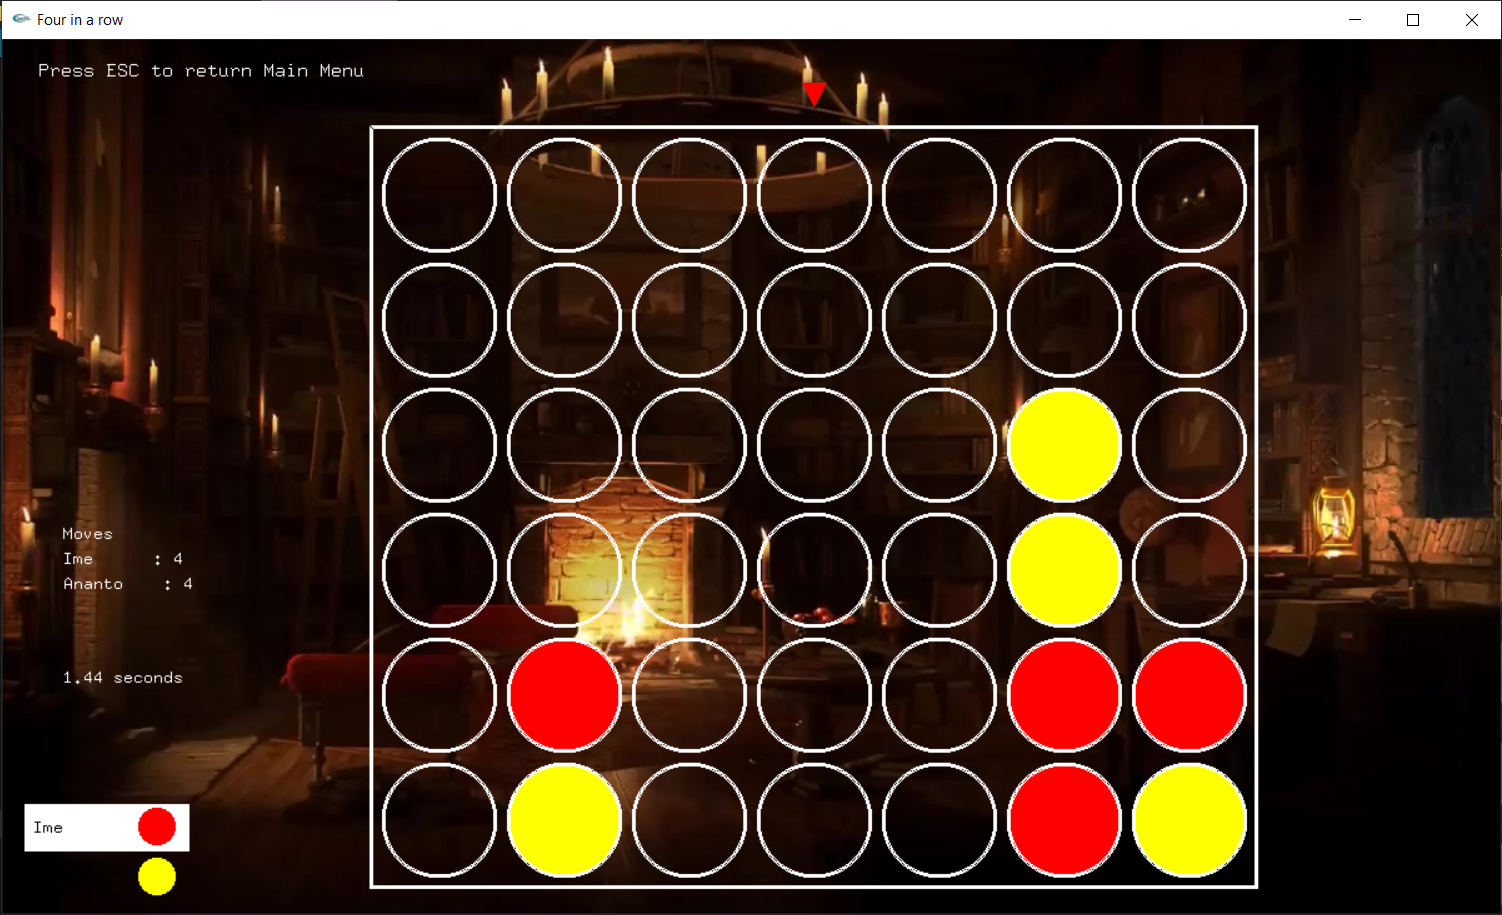 Four in a row
Press ESC to return Main Menu
Moves
Ime : 4
Ananto : 4
1.44 seconds
Ime